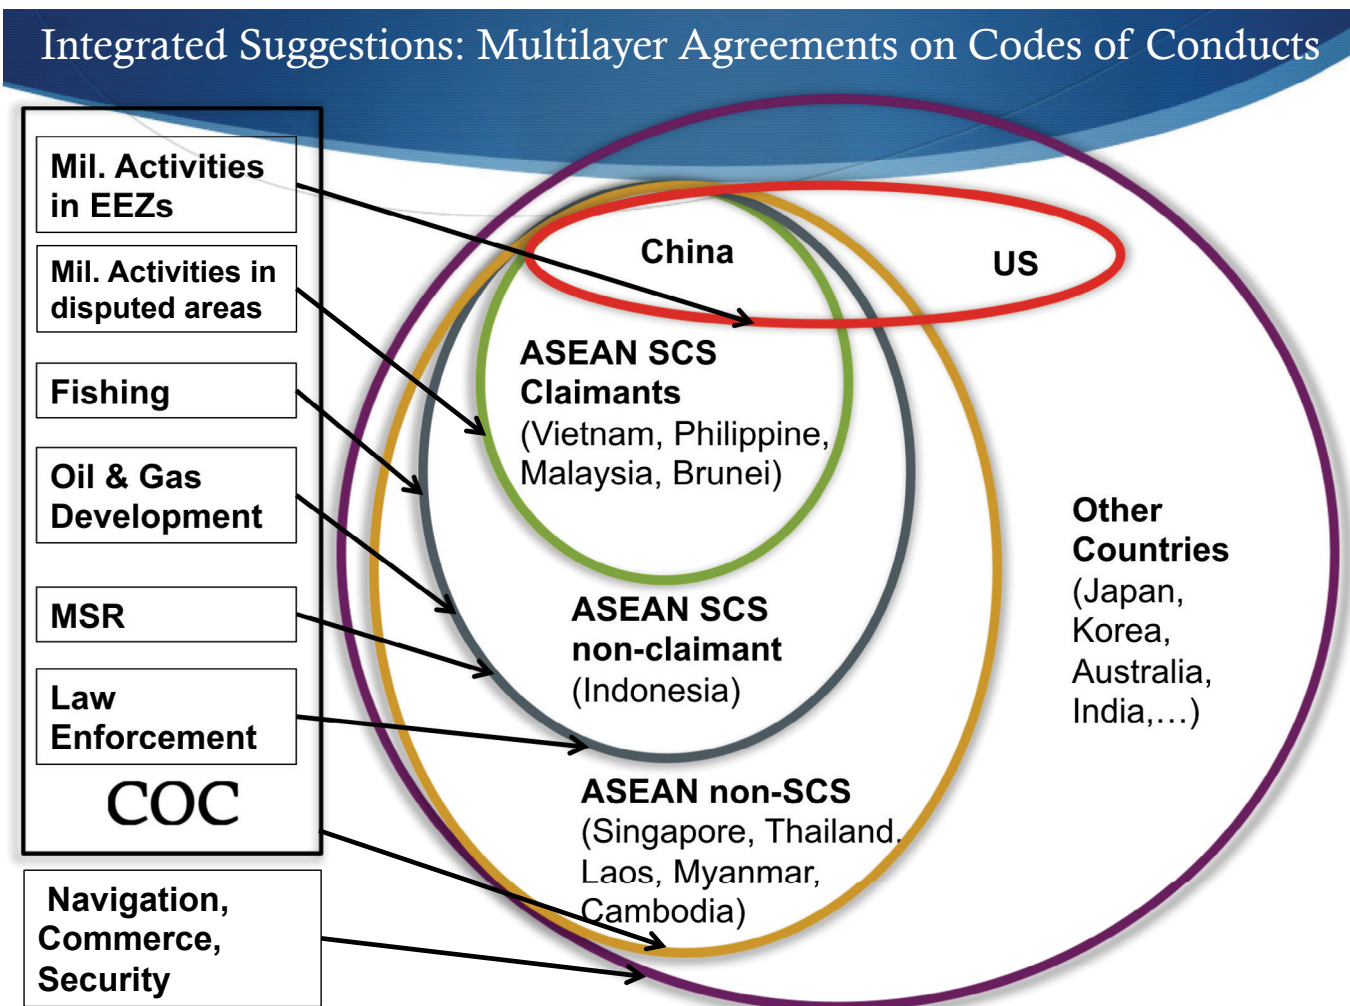 Integrated Suggestions: Multilayer Agreements on Codes of Conducts
Mil. Activities
in EEZs
Mil. Activities in
disputed areas
Fishing
Oil & Gas
Development
MSR
Law
Enforcement
COC
Navigation,
Commerce,
Security
China
US
ASEAN SCS
Claimants
(Vietnam, Philippine,
Malaysia, Brunei)
ASEAN SCS
non-claimant
(Indonesia)
ASEAN non-SCS
(Singapore, Thailand.
Laos, Myanmar,
Cambodia)
Other
Countries
(Japan,
Korea,
Australia,
India,…)